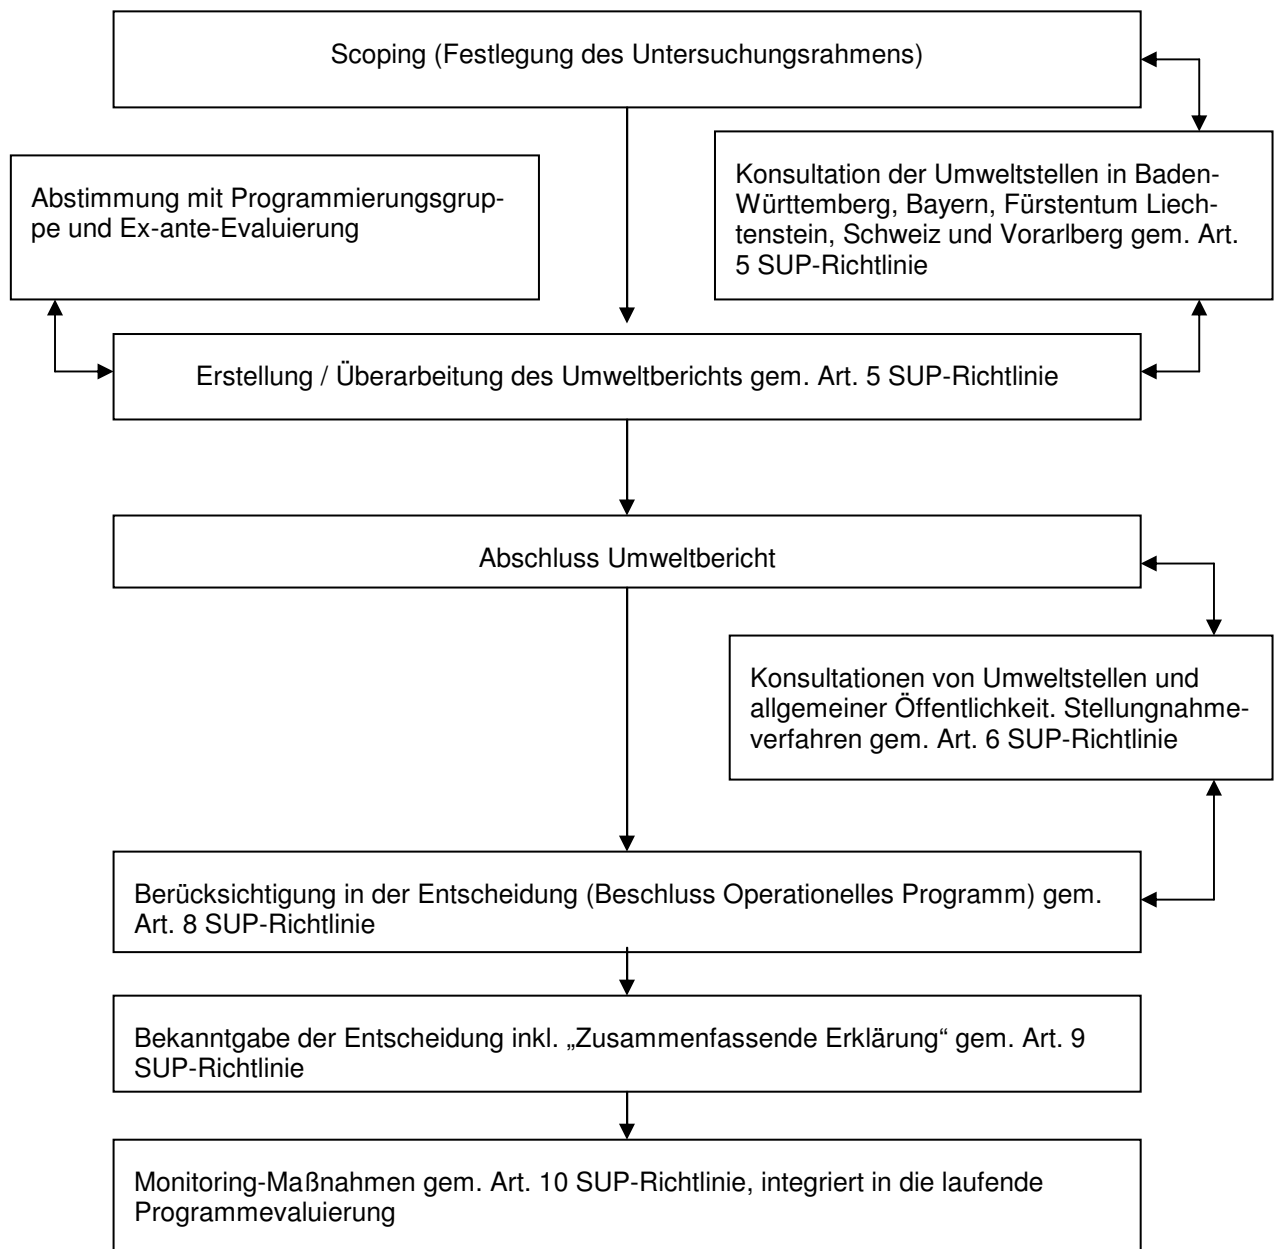 Scoping (Festlegung des Untersuchungsrahmens)
Konsultation der Umweltstellen in Baden-
Württemberg, Bayern, Fürstentum Liech-
tenstein, Schweiz und Vorarlberg gem. Art.
5 SUP-Richtlinie
Abstimmung mit Programmierungsgrup-
pe und Ex-ante-Evaluierung
Erstellung / Überarbeitung des Umweltberichts gem. Art. 5 SUP-Richtlinie
Abschluss Umweltbericht
Konsultationen von Umweltstellen und
allgemeiner Öffentlichkeit. Stellungnahme-
verfahren gem. Art. 6 SUP-Richtlinie
Berücksichtigung in der Entscheidung (Beschluss Operationelles Programm) gem.
Art. 8 SUP-Richtlinie
Bekanntgabe der Entscheidung inkl. „Zusammenfassende Erklärung“ gem. Art. 9
SUP-Richtlinie
Monitoring-Maßnahmen gem. Art. 10 SUP-Richtlinie, integriert in die laufende
Programmevaluierung